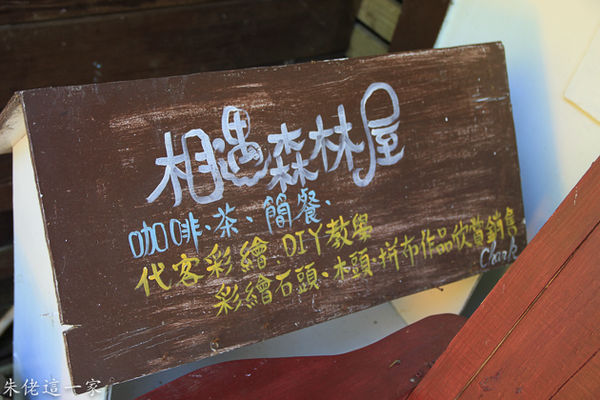 相遇森林屋
咖啡、茶、簡餐、
代客彩繪 DIY教學
彩繪石頭、木頭、拼布作品欣賞銷售
Clark
朱佬這一家